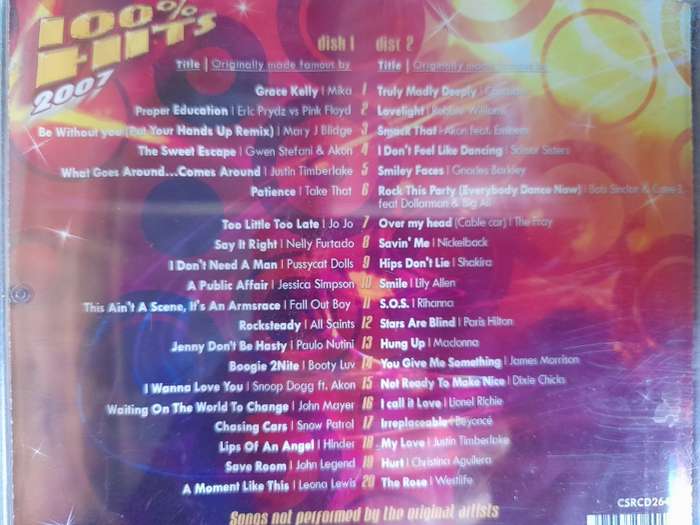 100%
HITS
2007
disk 1 disc 2
Title | Originally made famous by Title | Originally made famous by
Grace Kelly | Mika 1 Truly Madly Deeply |
Proper Education | Eric Prydz vs Pink Floyd 2 Lovelight | Robbie Williams
Be Without you (Put Your Hands Up Remix) | Mary J Blidge 3 Smack That | Akon feat. Eminem
The Sweet Escape | Gwen Stefani & Akon 4 I Don't Feel Like Dancing | Scissor Sisters
What Goes Around...Comes Around | Justin Timberlake 5 Smiley Faces | Gnarles Barkley
Patience | Take That 6 Rock This Party (Everybody Dance Now) | Bob Sinclar &
feat Dollarman & Big Ali
Too Little Too Late | Jo Jo 7 Over my head (Cable car) | The Fray
Say It Right | Nelly Furtado 8 Savin' Me | Nickelback
I Don't Need A Man | Pussycat Dolls 9 Hips Don't Lie | Shakira
A Public Affair | Jessica Simpson 10 Smile | Lily Allen
This Ain't A Scene, It's An Armsrace | Fall Out Boy 11 S.O.S. | Rihanna
Rocksteady | All Saints 12 Stars Are Blind | Paris Hilton
Jenny Don't Be Hasty | Paulo Nutini 13 Hung Up | Madonna
Boogie 2Nite | Booty Luv 14 You Give Me Something | James Morrison
I Wanna Love You | Snoop Dogg ft. Akon 15 Not Ready To Make Nice | Dixie Chicks
Waiting On The World To Change | John Mayer 16 I call it Love | Lionel Richie
Chasing Cars | Snow Patrol 17 Irreplaceable | Beyoncé
Lips Of An Angel | Hinder 18 My Love | Justin Timberlake
Save Room | John Legend 19 Hurt | Christina Aguilera
A Moment Like This | Leona Lewis 20 The Rose | Westlife
Songs not performed by the original artists
CSRCD264